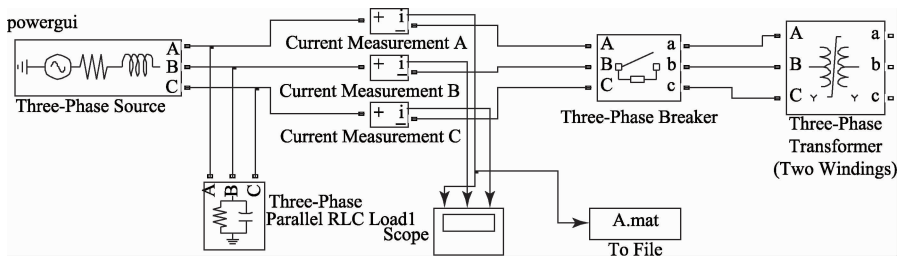 powergui
A
B
C
Three-Phase Source
+ i
-
Current Measurement A
+ i
-
Current Measurement B
+ i
-
Current Measurement C
A a
B b
C c
Three-Phase Breaker
A a
B b
C Y Y c
Three-Phase
Transformer
(Two Windings)
A B C
Three-Phase
Parallel RLC Load1
Scope
A.mat
To File